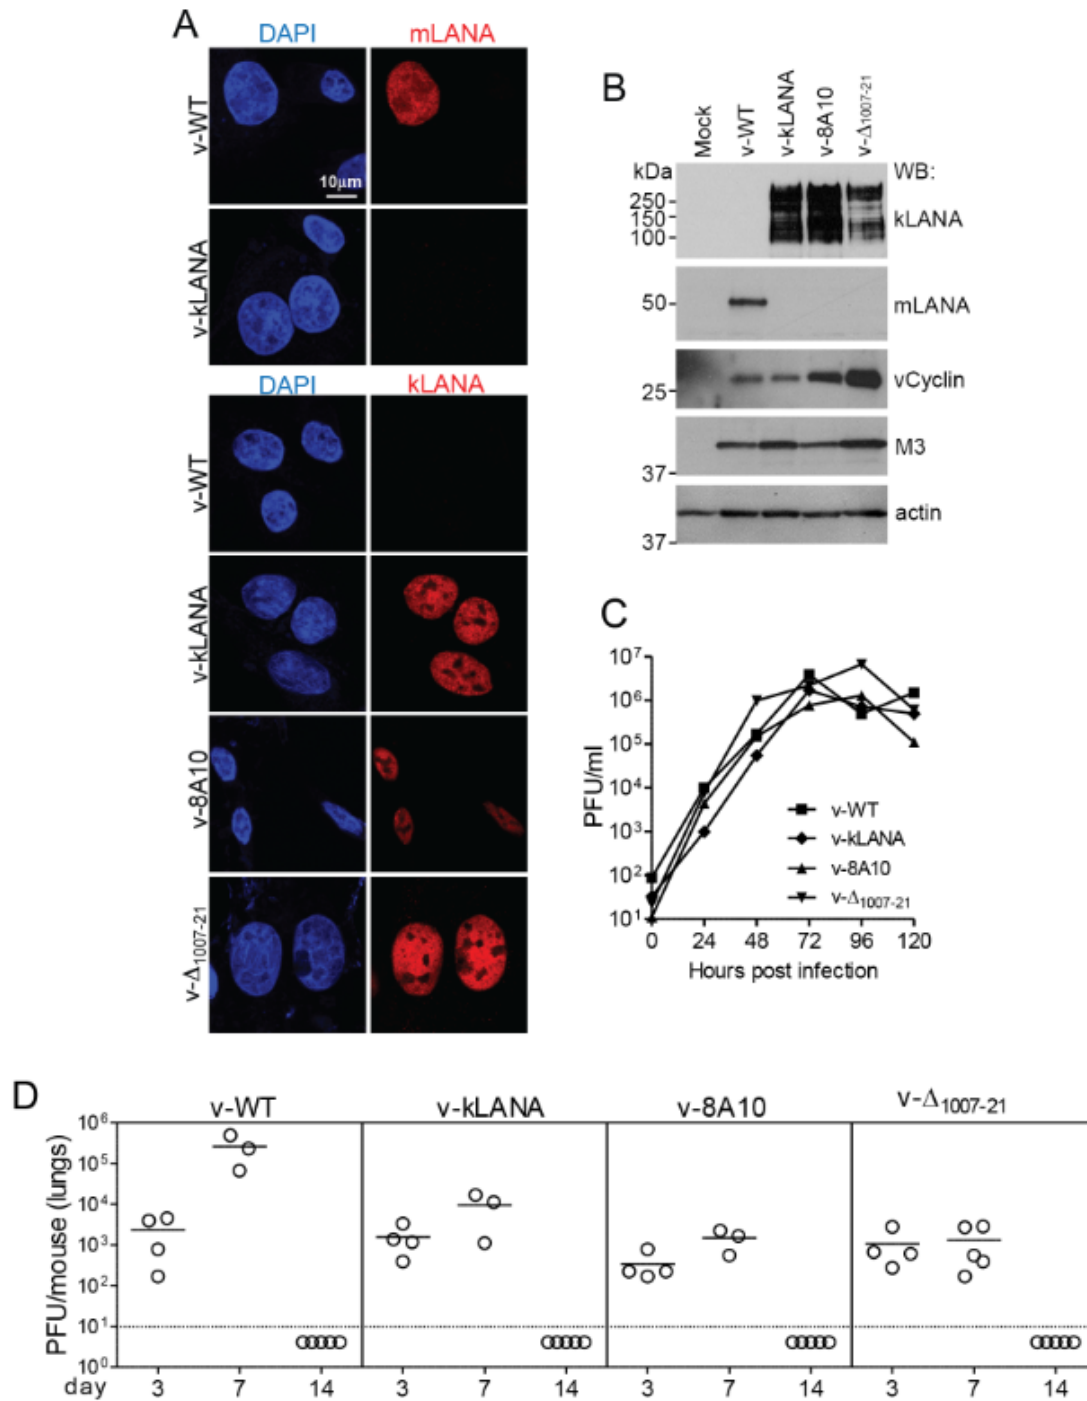 A
DAPI mLANA
v-WT
10μm
v-kLANA
DAPI kLANA
v-WT
v-kLANA
v-8A10
v-Δ1007-21
B
Mock v-WT v-kLANA v-8A10 v-Δ1007-21
kDa WB:
250
150
100
kLANA
50
mLANA
25
vCyclin
37
M3
37
actin
C
PFU/ml
10⁷
10⁶
10⁵
10⁴
10³
10²
10¹
v-WT
v-kLANA
v-8A10
v-Δ1007-21
0 24 48 72 96 120
Hours post infection
D
v-WT v-kLANA v-8A10 v-Δ1007-21
PFU/mouse (lungs)
10⁶
10⁵
10⁴
10³
10²
10¹
10⁰
day 3 7 14 3 7 14 3 7 14 3 7 14